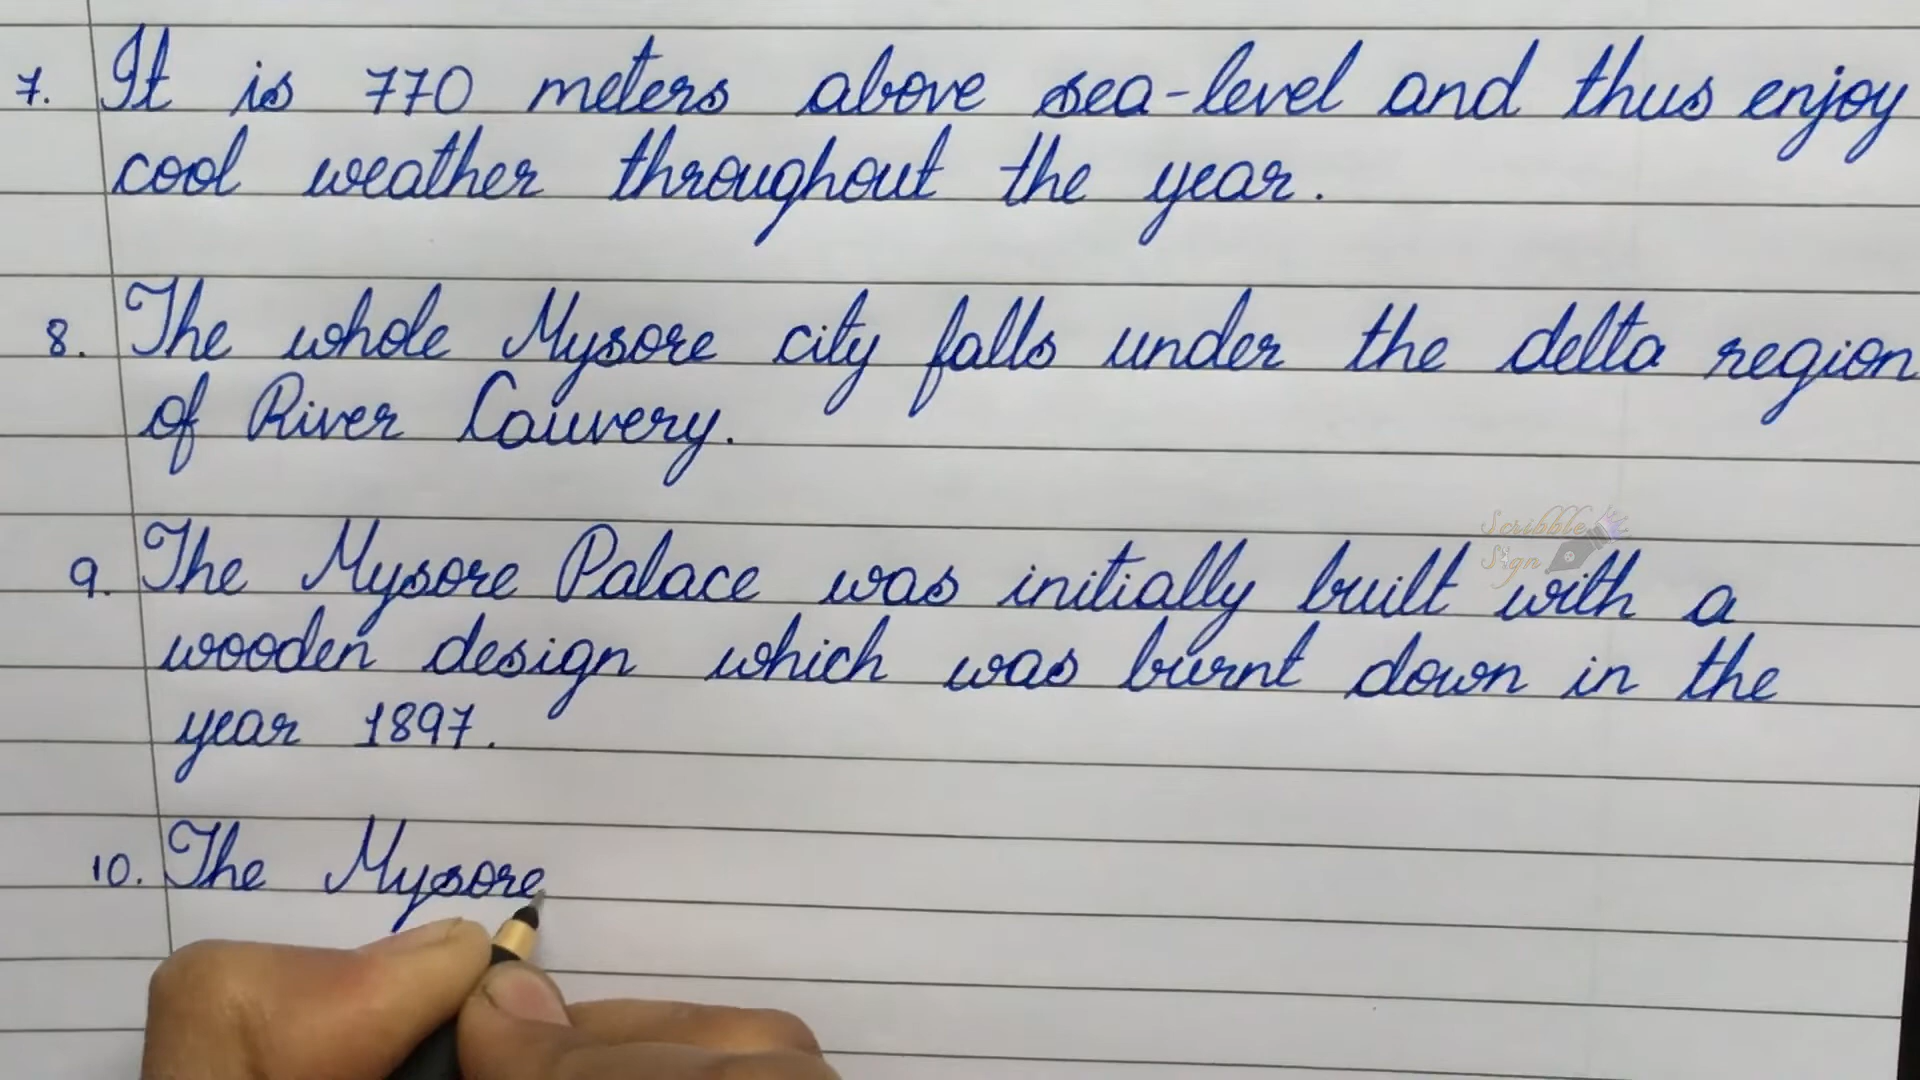 7. It is 770 meters above sea-level and thus enjoy
cool weather throughout the year.
8. The whole Mysore city falls under the delta region
of River Cauvery.
Scribble
Sign
9. The Mysore Palace was initially built with a
wooden design which was burnt down in the
year 1897.
10. The Mysore